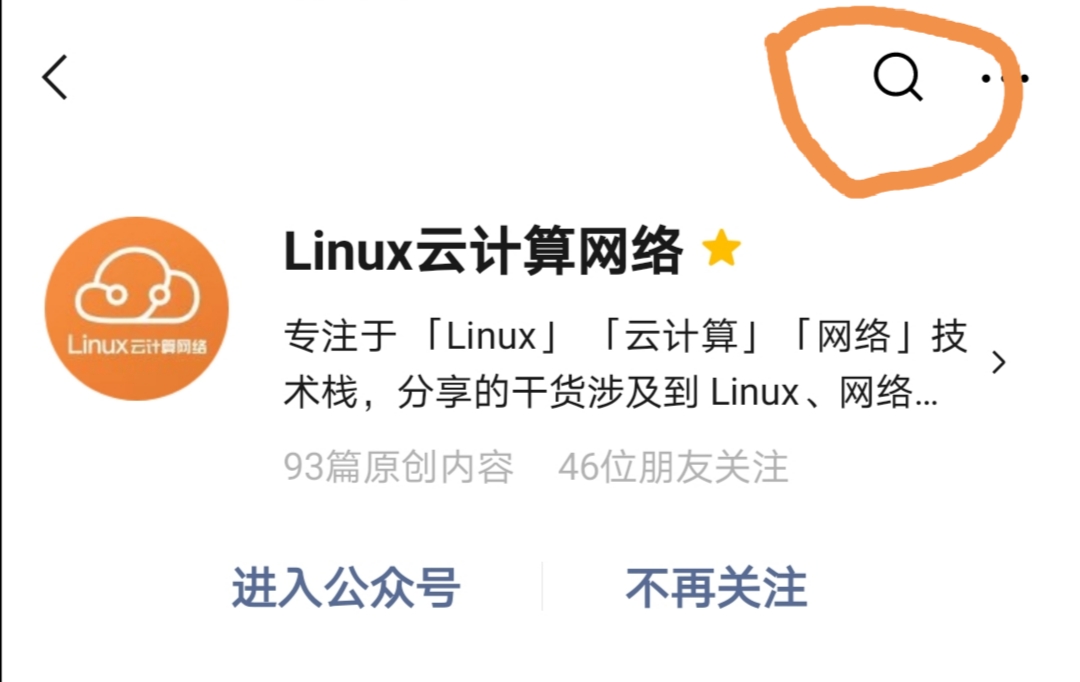 Linux云计算网络
Linux云计算网络
专注于「Linux」「云计算」「网络」技
术栈，分享的干货涉及到 Linux、网络...
93篇原创内容 46位朋友关注
进入公众号 不再关注